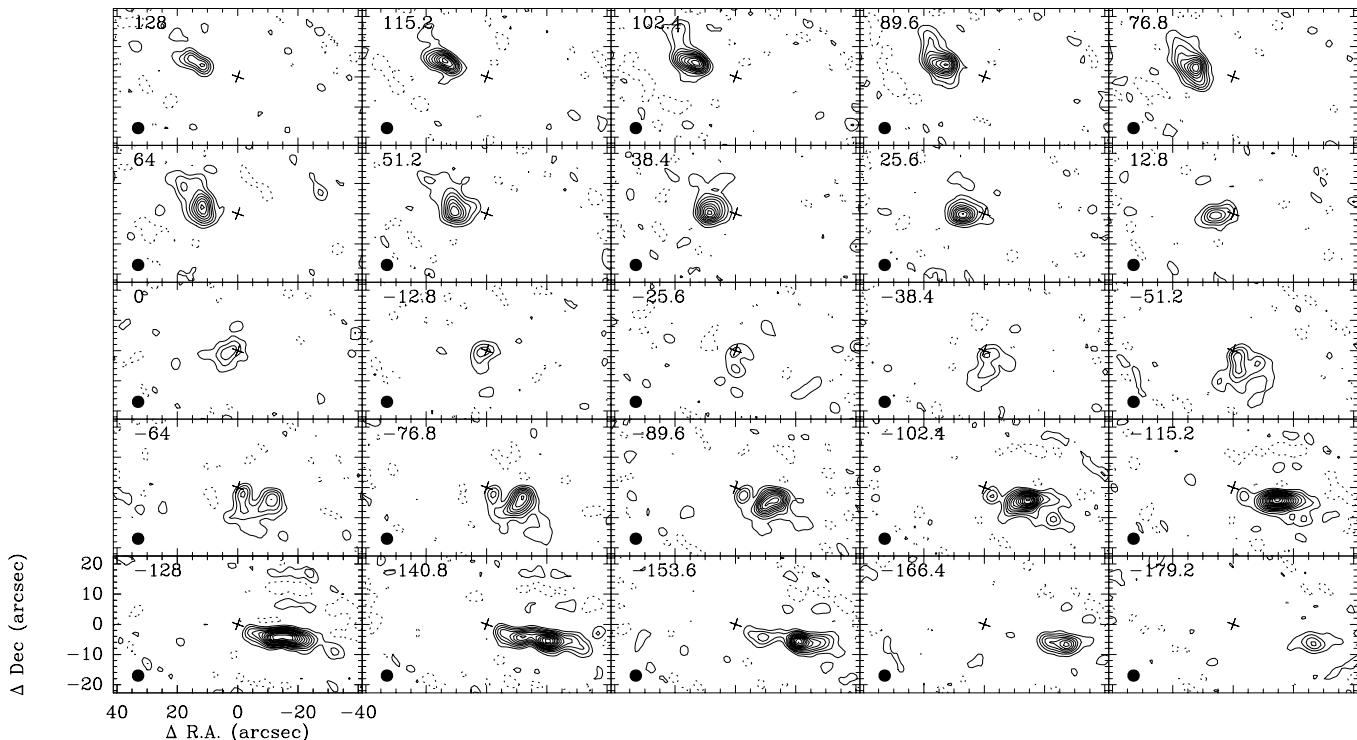 128 115.2 102.4 89.6 76.8
64 51.2 38.4 25.6 12.8
0 −12.8 −25.6 −38.4 −51.2
−64 −76.8 −89.6 −102.4 −115.2
−128 −140.8 −153.6 −166.4 −179.2
20
10
0
−10
−20
Δ Dec (arcsec)
40 20 0 −20 −40
Δ R.A. (arcsec)